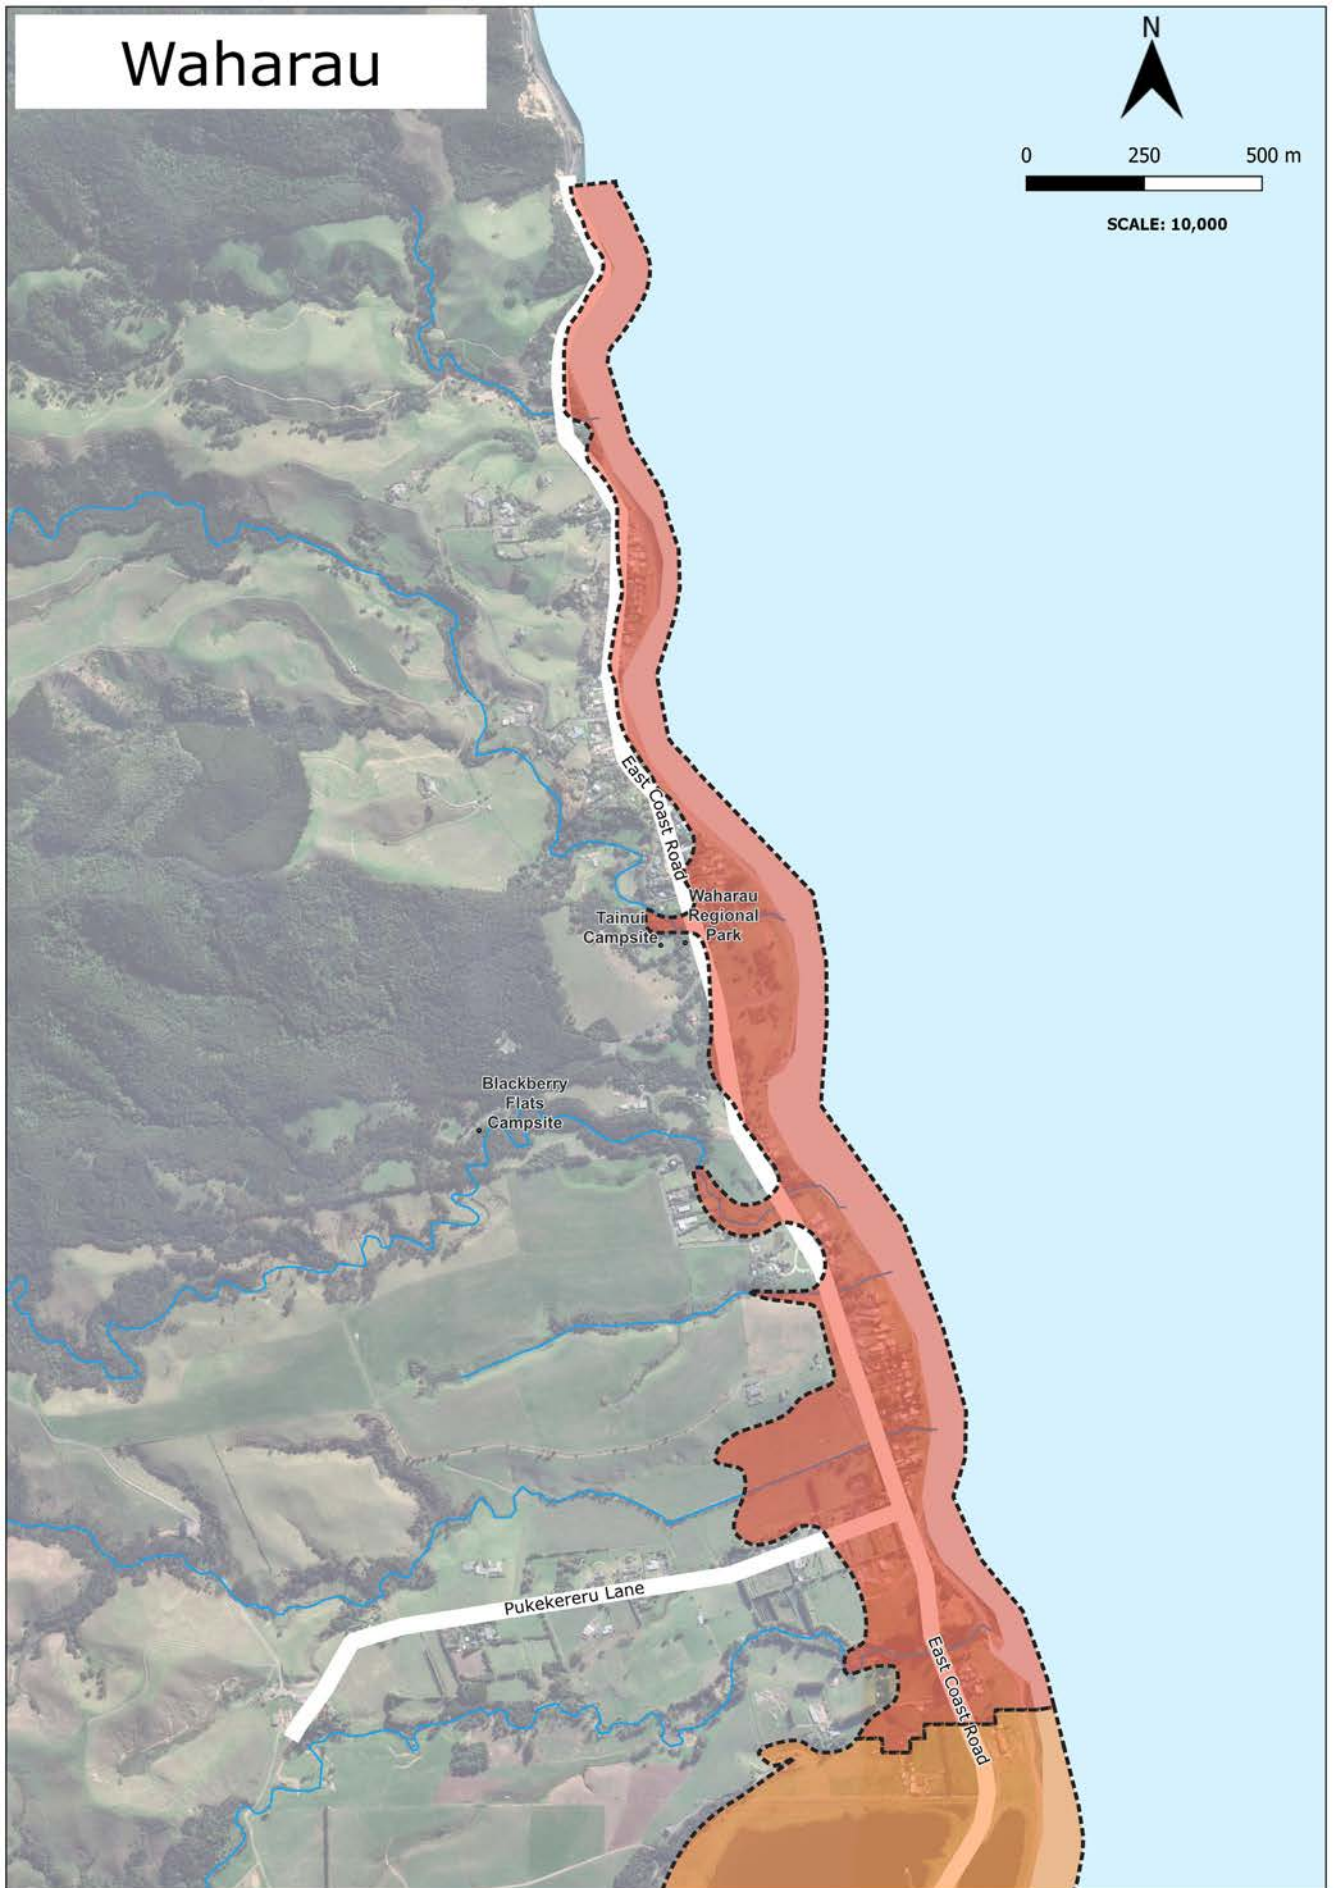 Waharau
N
0 250 500 m
SCALE: 10,000
East Coast Road
Waharau
Regional
Park
Tainui
Campsite
Blackberry
Flats
Campsite
Pukekereru Lane
East Coast Road